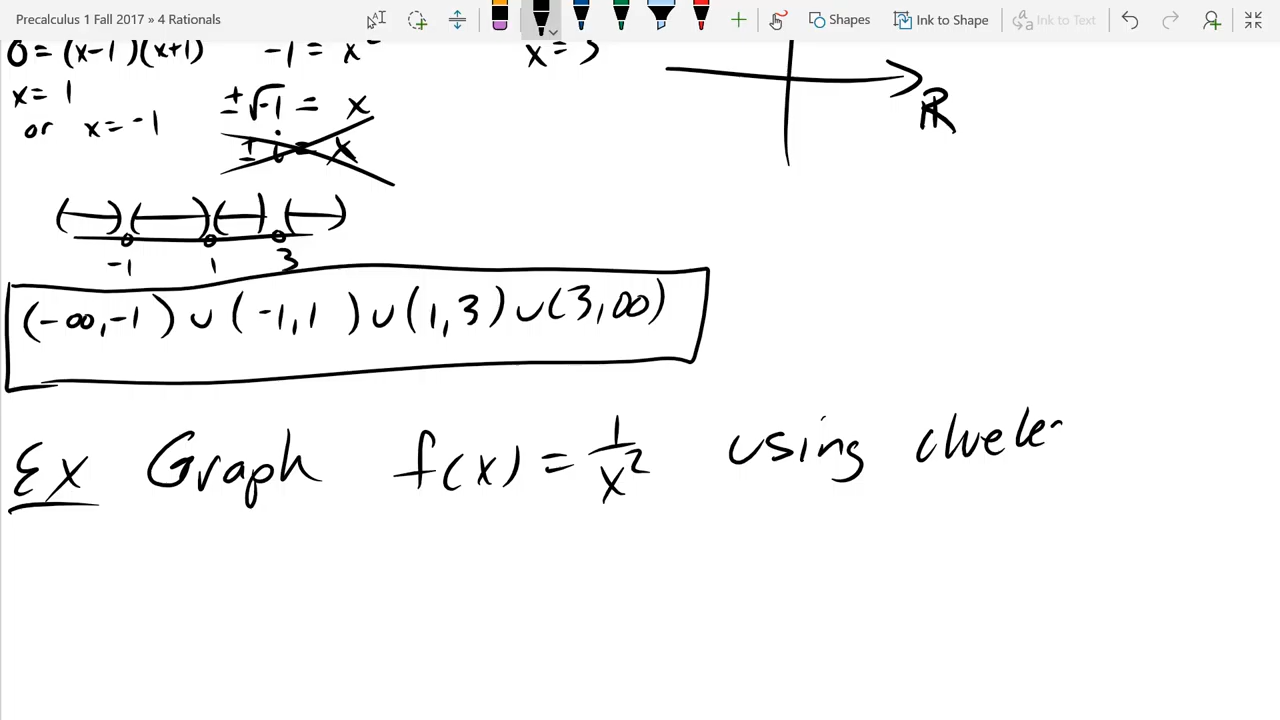 Precalculus 1 Fall 2017 » 4 Rationals
Shapes
Ink to Shape
Ink to Text
0 = (x-1)(x+1) -1 = x² x = 3
x = 1 ±√-1 = x
or x = -1 ± i = x
ℝ
-1 1 3
(-∞,-1) ∪ (-1,1) ∪ (1,3) ∪ (3,∞)
Ex Graph f(x) = 1/x² using